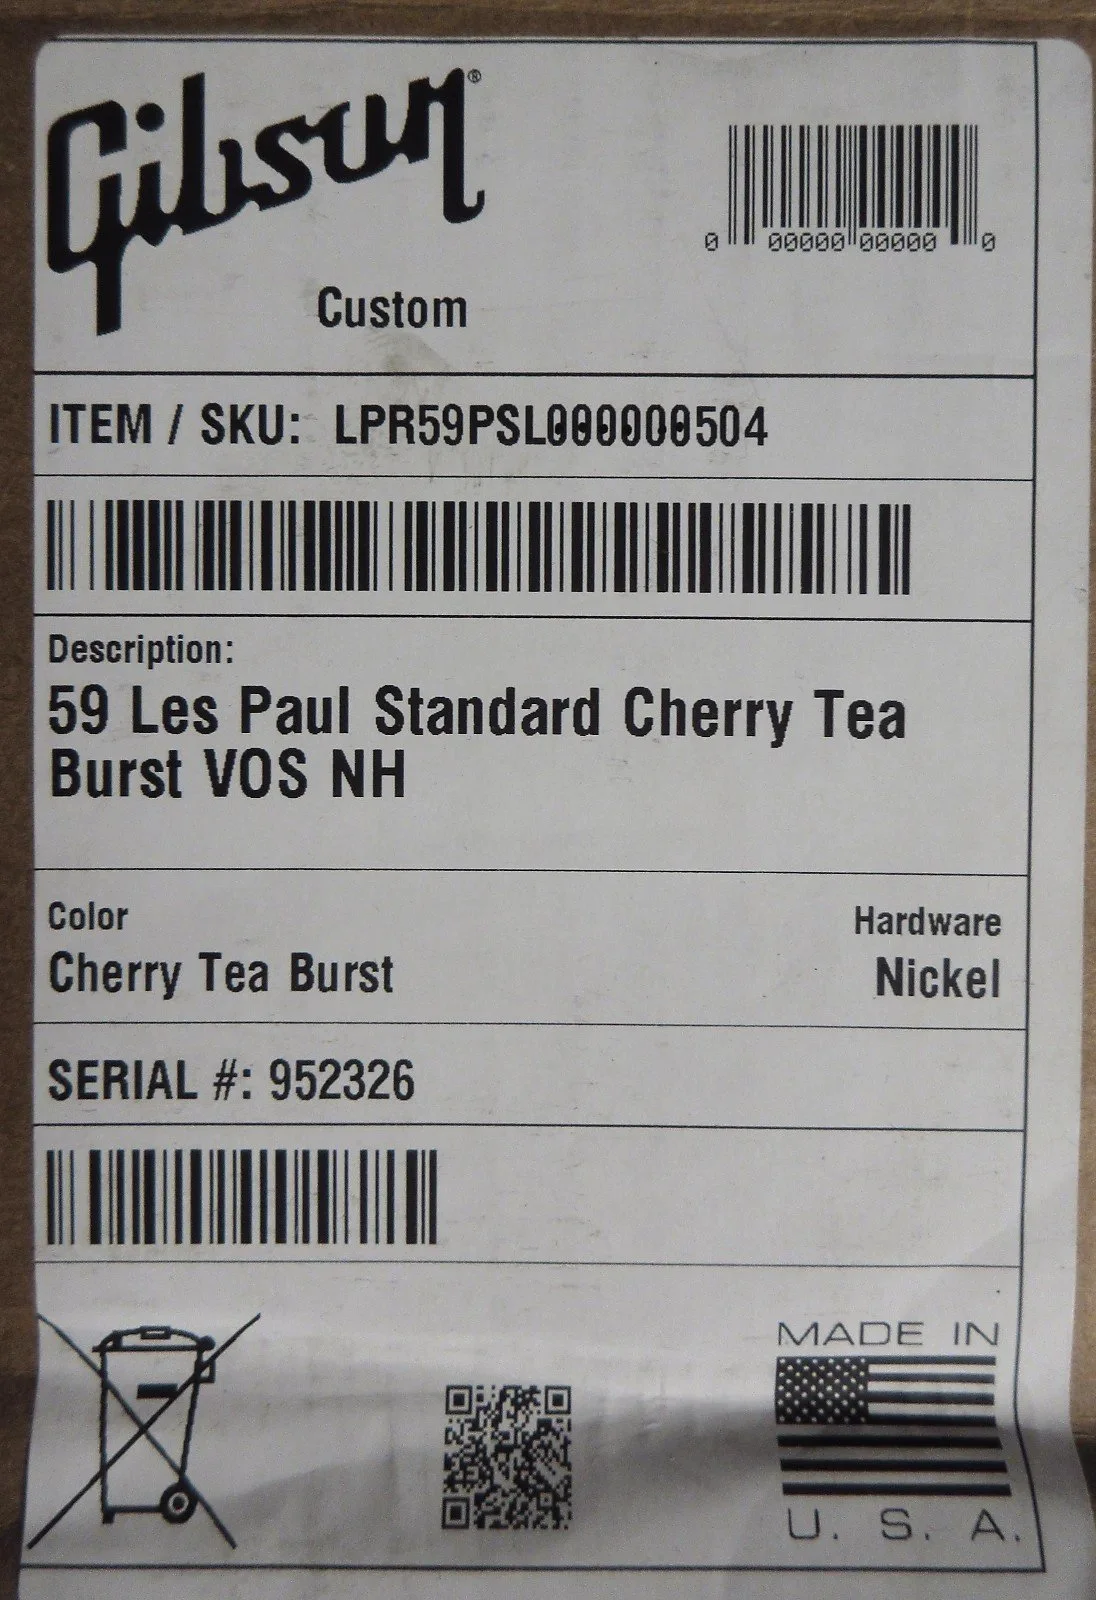 Gibson®
Custom
0 00000 00000 0
ITEM / SKU: LPR59PSL000000504
Description:
59 Les Paul Standard Cherry Tea
Burst VOS NH
Color
Hardware
Cherry Tea Burst
Nickel
SERIAL #: 952326
MADE IN
U. S. A.